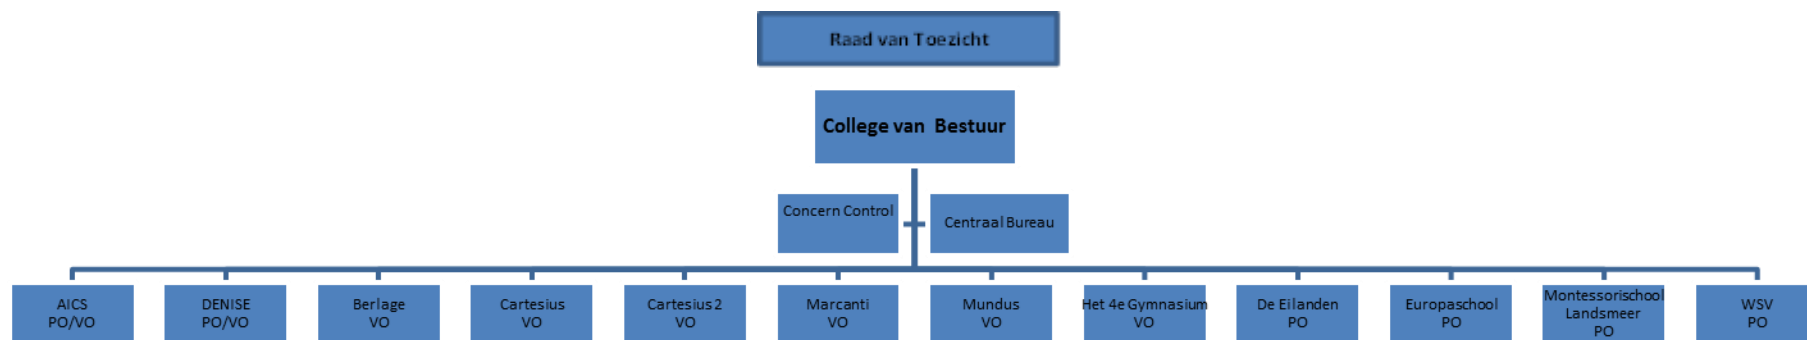 Raad van Toezicht
College van Bestuur
Concern Control
Centraal Bureau
AICS
PO/VO
DENISE
PO/VO
Berlage
VO
Cartesius
VO
Cartesius 2
VO
Marcanti
VO
Mundus
VO
Het 4e Gymnasium
VO
De Eilanden
PO
Europaschool
PO
Montessorischool
Landsmeer
PO
WSV
PO